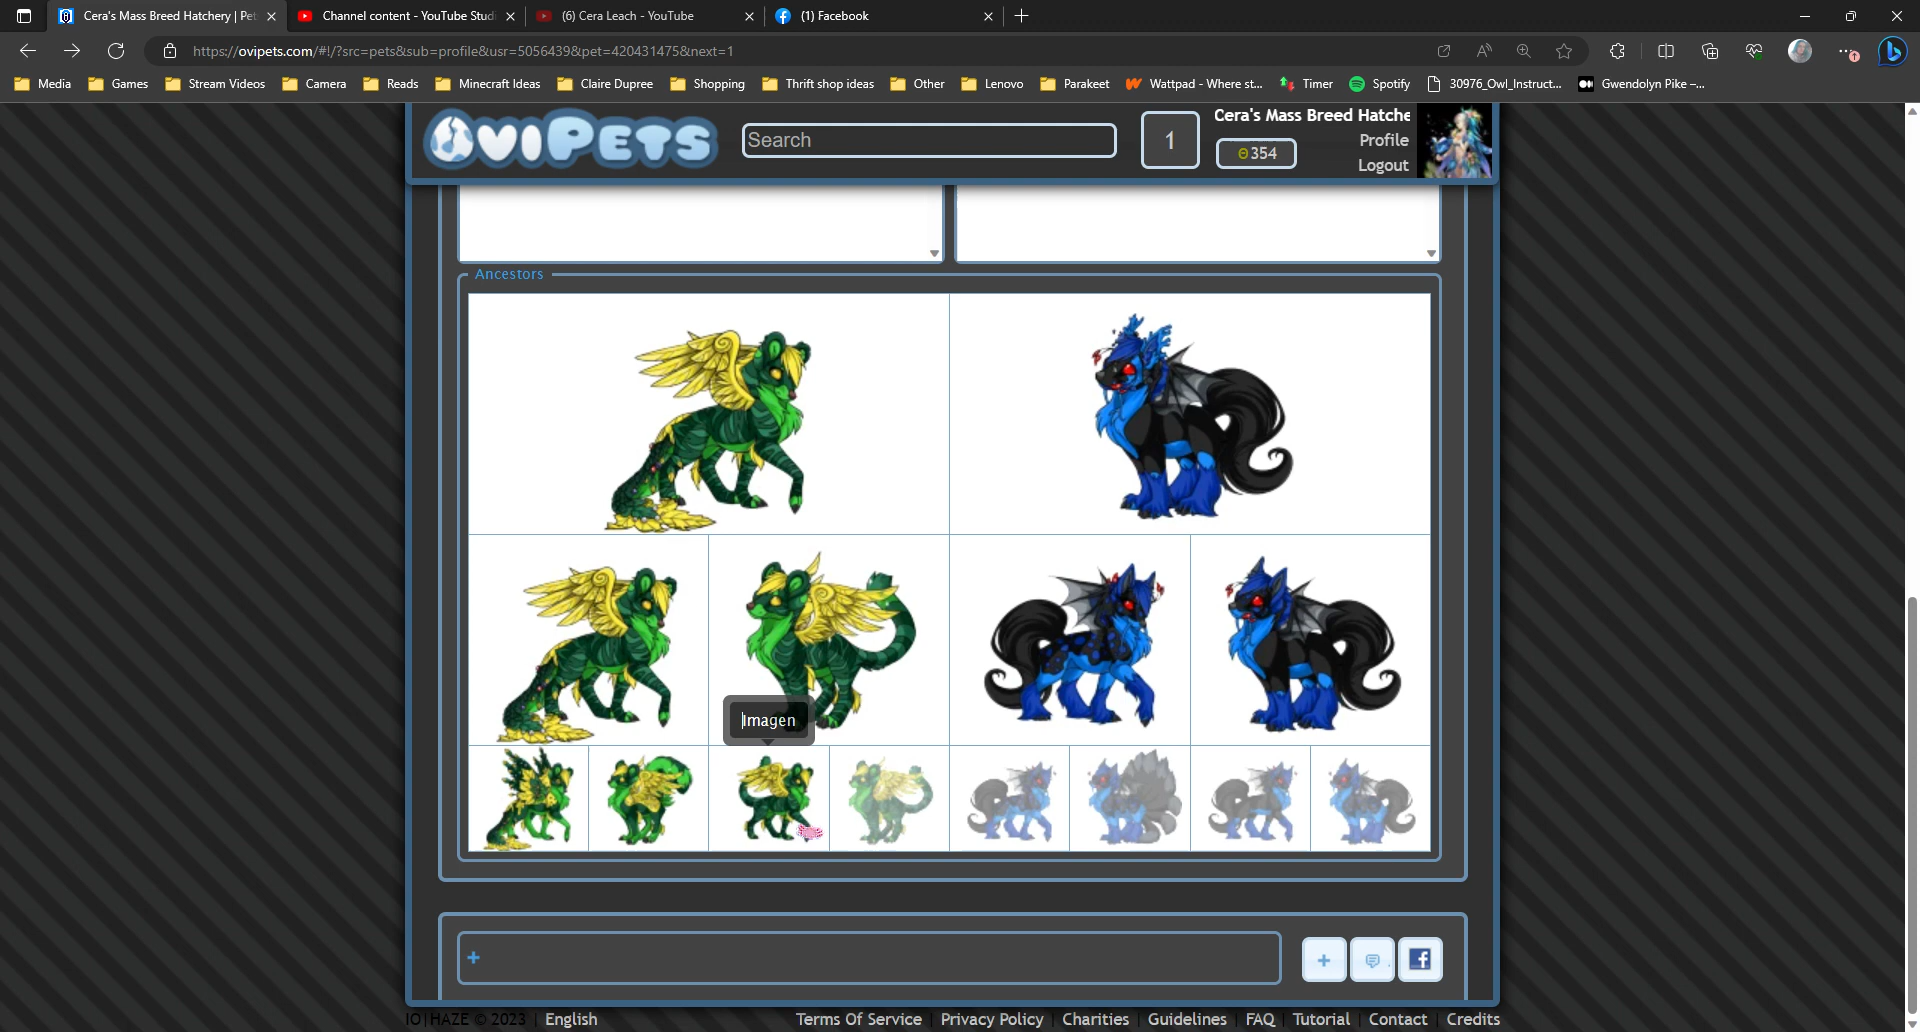 Cera's Mass Breed Hatchery | Pet
Channel content - YouTube Studi
(6) Cera Leach - YouTube
(1) Facebook
https://ovipets.com/#!/?src=pets&sub=profile&usr=5056439&pet=420431475&next=1
Media
Games
Stream Videos
Camera
Reads
Minecraft Ideas
Claire Dupree
Shopping
Thrift shop ideas
Other
Lenovo
Parakeet
Wattpad - Where st...
Timer
Spotify
30976_Owl_Instruct...
Gwendolyn Pike –...
OviPets
Search
1
Cera's Mass Breed Hatche
354
Profile
Logout
Ancestors
Imagen
IO|HAZE © 2023
English
Terms Of Service
Privacy Policy
Charities
Guidelines
FAQ
Tutorial
Contact
Credits